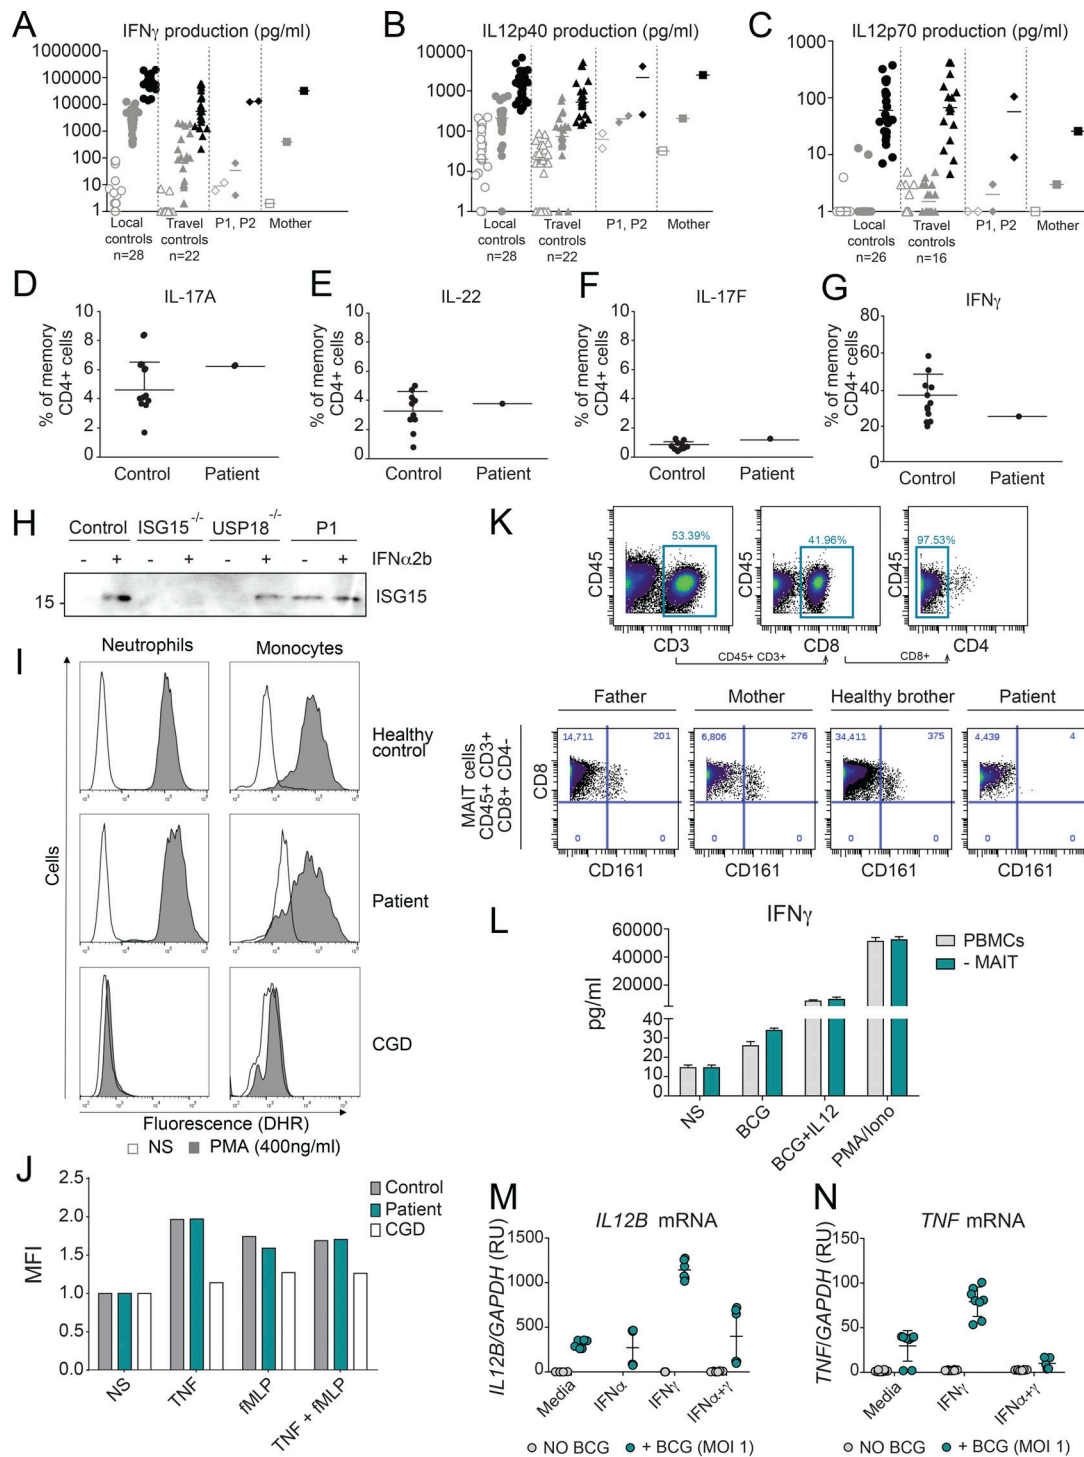 A
IFNγ production (pg/ml)
1000000
100000
10000
1000
100
10
1
Local controls n=28
Travel controls n=22
P1, P2
Mother
B
IL12p40 production (pg/ml)
10000
1000
100
10
1
Local controls n=28
Travel controls n=22
P1, P2
Mother
C
IL12p70 production (pg/ml)
1000
100
10
1
Local controls n=26
Travel controls n=16
P1, P2
Mother
D
IL-17A
% of memory
CD4+ cells
10
8
6
4
2
0
Control
Patient
E
IL-22
% of memory
CD4+ cells
10
8
6
4
2
0
Control
Patient
F
IL-17F
% of memory
CD4+ cells
10
8
6
4
2
0
Control
Patient
G
IFNγ
% of memory
CD4+ cells
80
60
40
20
0
Control
Patient
H
Control ISG15-/- USP18-/- P1
- + - + - + - + IFNα2b
15
ISG15
I
Neutrophils
Monocytes
Healthy
control
Patient
CGD
Cells
Fluorescence (DHR)
NS PMA (400ng/ml)
J
MFI
2.5
2.0
1.5
1.0
0.5
0.0
NS
TNF
fMLP
TNF + fMLP
Control
Patient
CGD
K
53.39%
41.96%
97.53%
CD45
CD3
CD45
CD8
CD45
CD4
CD45+ CD3+
CD8+
Father
Mother
Healthy brother
Patient
MAIT cells
CD45+ CD3+
CD8+ CD4-
CD8
14,711 201
0 0
6,806 276
0 0
34,411 375
0 0
4,439 4
0 0
CD161
CD161
CD161
CD161
L
IFNγ
pg/ml
60000
40000
20000
40
30
20
10
0
NS
BCG
BCG+IL12
PMA/Iono
PBMCs
- MAIT
M
IL12B mRNA
IL12B/GAPDH (RU)
1500
1000
500
0
Media
IFNα
IFNγ
IFNα+γ
NO BCG + BCG (MOI 1)
N
TNF mRNA
TNF/GAPDH (RU)
150
100
50
0
Media
IFNγ
IFNα+γ
NO BCG + BCG (MOI 1)